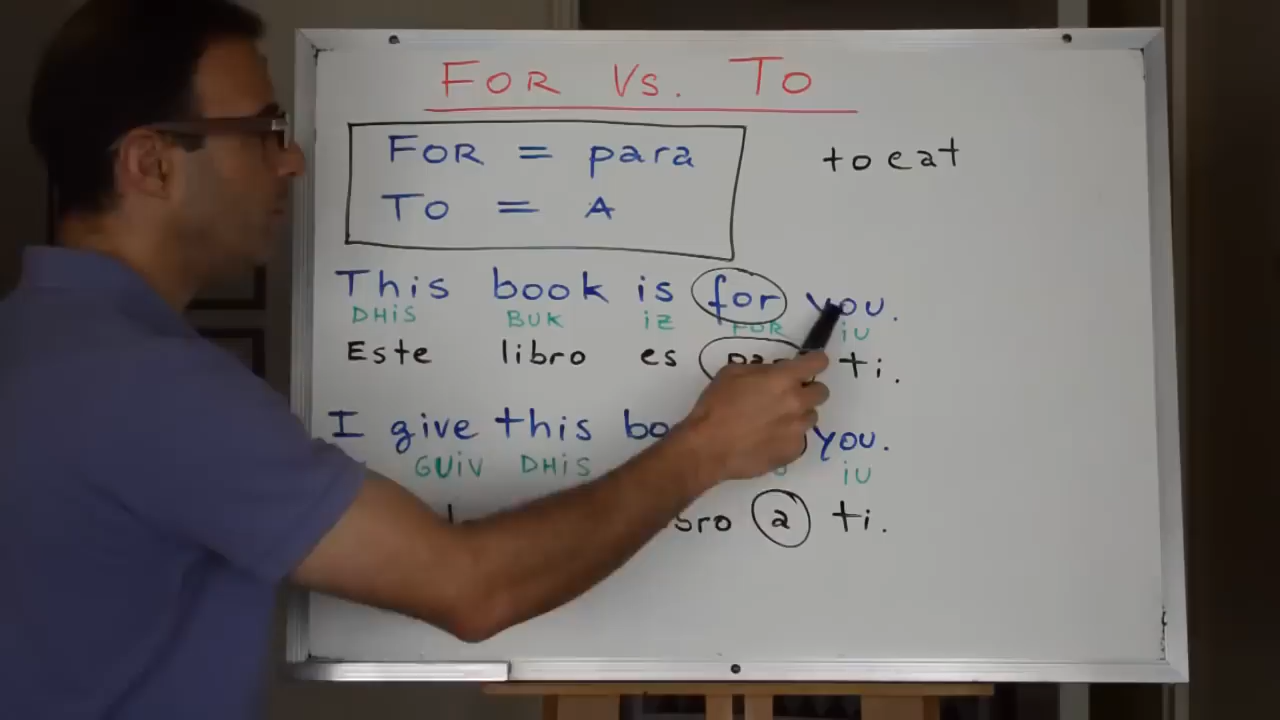 FOR Vs. TO
FOR = para
TO = A
to eat
This book is for you.
DHiS BUK iZ FOR iU
Este libro es ti.
I give this you.
GUiV DHiS iU
a ti.